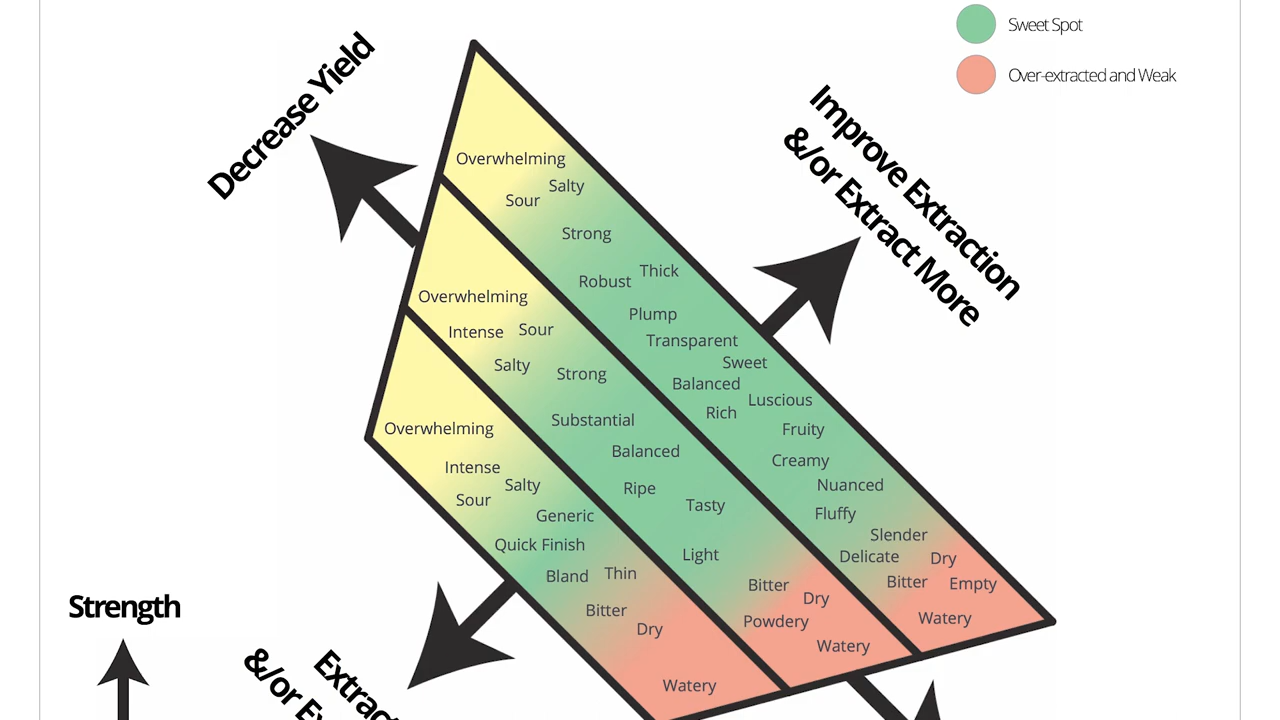 Sweet Spot
Over-extracted and Weak
Decrease Yield
Improve Extraction
&/or Extract More
Overwhelming
Salty
Sour
Strong
Thick
Robust
Plump
Transparent
Sweet
Balanced
Luscious
Rich
Fruity
Creamy
Nuanced
Fluffy
Slender
Delicate
Dry
Bitter
Empty
Watery
Overwhelming
Intense
Sour
Salty
Strong
Substantial
Balanced
Ripe
Tasty
Light
Bitter
Dry
Powdery
Watery
Overwhelming
Intense
Salty
Sour
Generic
Quick Finish
Bland
Thin
Bitter
Dry
Watery
Strength
Extract
&/or